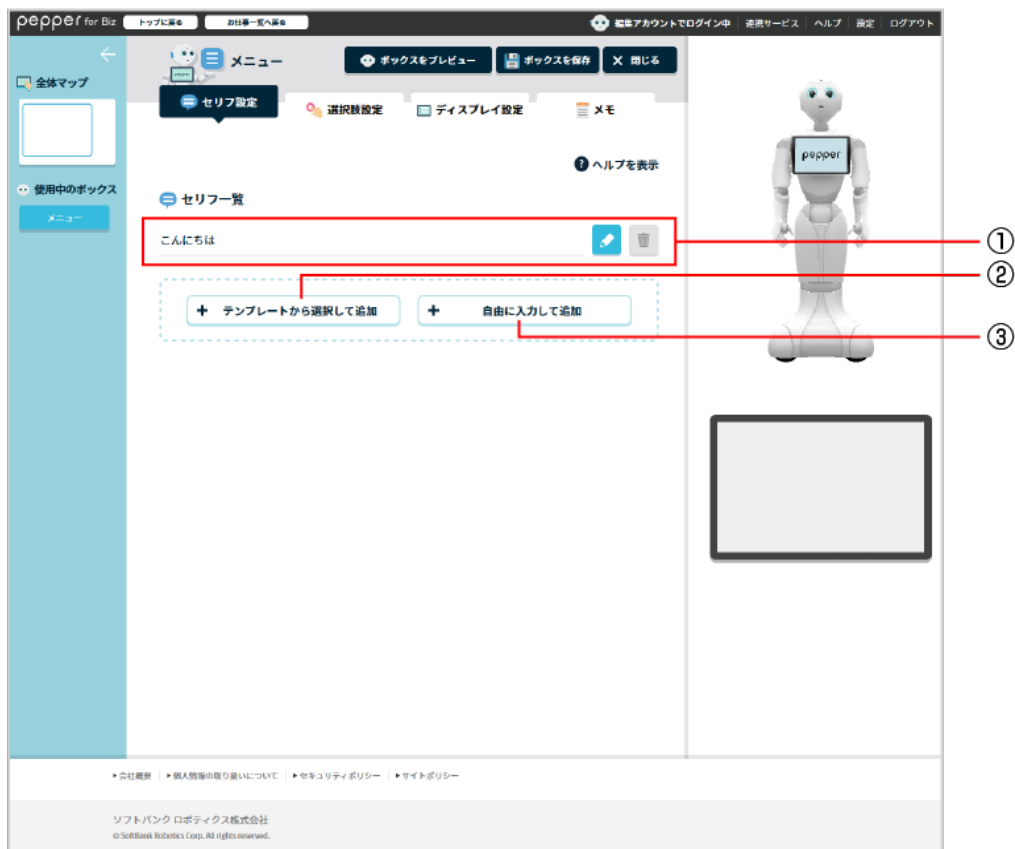 pepper for Biz トップに戻る お仕事一覧へ戻る 編集アカウントでログイン中 連携サービス ヘルプ 設定 ログアウト
メニュー ボックスをプレビュー ボックスを保存 X 閉じる
全体マップ
セリフ設定 選択肢設定 ディスプレイ設定 メモ
pepper
? ヘルプを表示
使用中のボックス
メニュー
セリフ一覧
こんにちは
①
②
+ テンプレートから選択して追加 + 自由に入力して追加
③
会社概要 個人情報の取り扱いについて セキュリティポリシー サイトポリシー
ソフトバンク ロボティクス株式会社
© SoftBank Robotics Corp. All rights reserved.